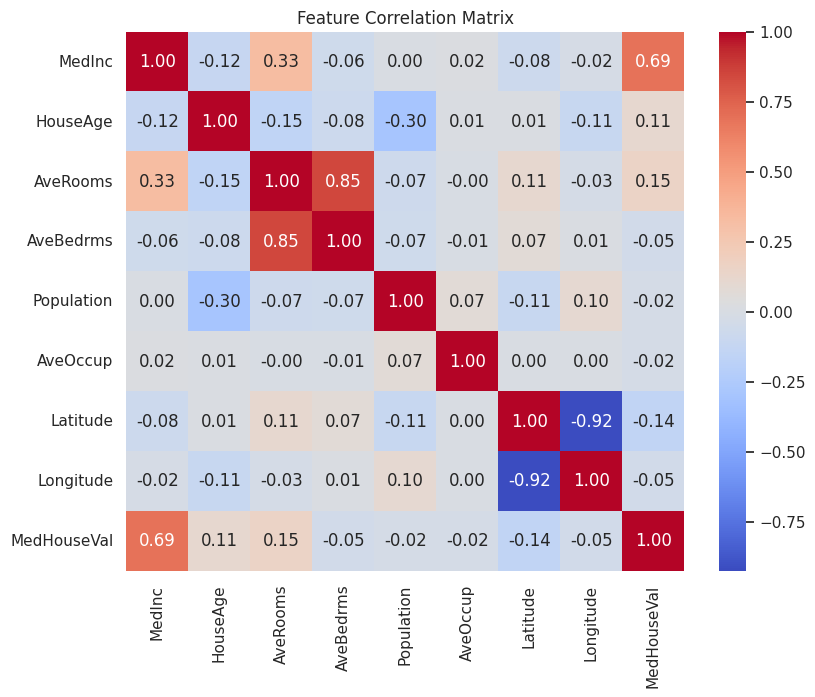 Feature Correlation Matrix
MedInc 1.00 -0.12 0.33 -0.06 0.00 0.02 -0.08 -0.02 0.69
HouseAge -0.12 1.00 -0.15 -0.08 -0.30 0.01 0.01 -0.11 0.11
AveRooms 0.33 -0.15 1.00 0.85 -0.07 -0.00 0.11 -0.03 0.15
AveBedrms -0.06 -0.08 0.85 1.00 -0.07 -0.01 0.07 0.01 -0.05
Population 0.00 -0.30 -0.07 -0.07 1.00 0.07 -0.11 0.10 -0.02
AveOccup 0.02 0.01 -0.00 -0.01 0.07 1.00 0.00 0.00 -0.02
Latitude -0.08 0.01 0.11 0.07 -0.11 0.00 1.00 -0.92 -0.14
Longitude -0.02 -0.11 -0.03 0.01 0.10 0.00 -0.92 1.00 -0.05
MedHouseVal 0.69 0.11 0.15 -0.05 -0.02 -0.02 -0.14 -0.05 1.00
MedInc HouseAge AveRooms AveBedrms Population AveOccup Latitude Longitude MedHouseVal
1.00
0.75
0.50
0.25
0.00
−0.25
−0.50
−0.75